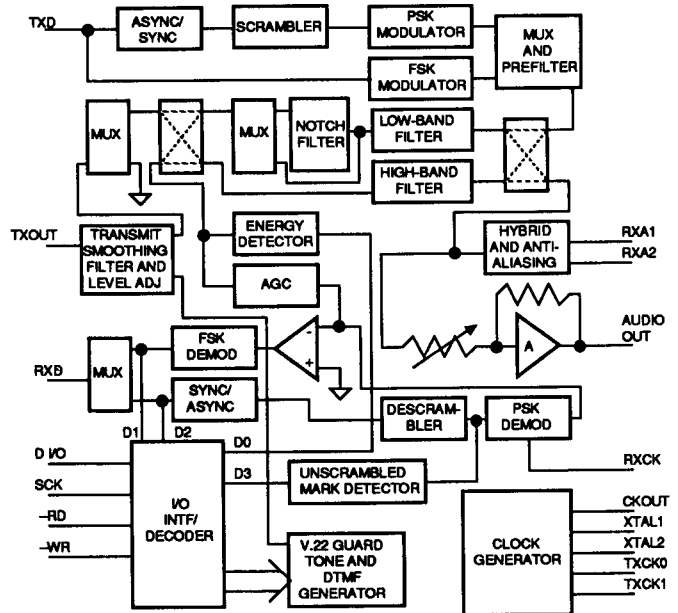 TXD
ASYNC/
SYNC
SCRAMBLER
PSK
MODULATOR
MUX
AND
PREFILTER
FSK
MODULATOR
MUX
MUX
NOTCH
FILTER
LOW-BAND
FILTER
HIGH-BAND
FILTER
TXOUT
TRANSMIT
SMOOTHING
FILTER AND
LEVEL ADJ
ENERGY
DETECTOR
AGC
HYBRID
AND ANTI-
ALIASING
RXA1
RXA2
AUDIO
OUT
A
-
+
FSK
DEMOD
RXD
MUX
SYNC/
ASYNC
DESCRAM-
BLER
PSK
DEMOD
D1
D2
D0
D3
D I/O
SCK
–RD
–WR
I/O
INTF/
DECODER
UNSCRAMBLED
MARK DETECTOR
V.22 GUARD
TONE AND
DTMF
GENERATOR
RXCK
CLOCK
GENERATOR
CKOUT
XTAL1
XTAL2
TXCK0
TXCK1